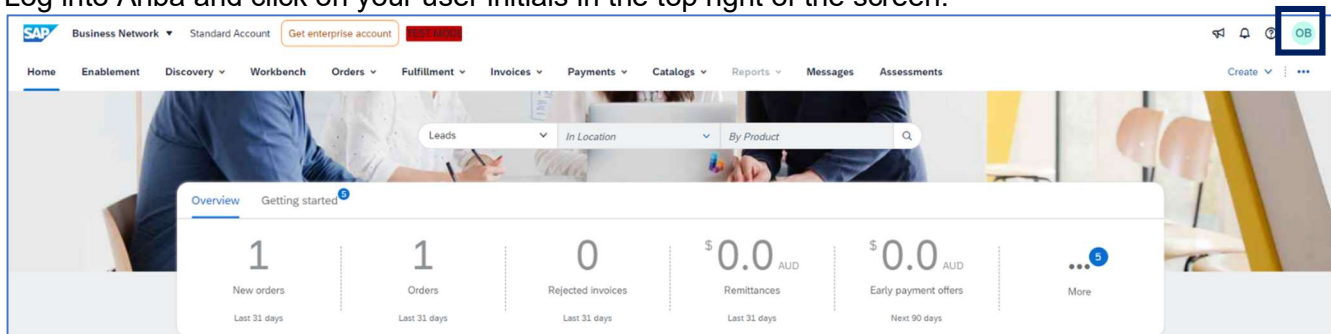 Log into Ariba and click on your user initials in the top right of the screen.
SAP Business Network Standard Account Get enterprise account TEST MODE OB
Home Enablement Discovery Workbench Orders Fulfillment Invoices Payments Catalogs Reports Messages Assessments Create
Leads In Location By Product
Overview Getting started 5
1 1 0 $ 0.0 AUD $ 0.0 AUD ... 5
New orders Orders Rejected invoices Remittances Early payment offers More
Last 31 days Last 31 days Last 31 days Last 31 days Next 90 days